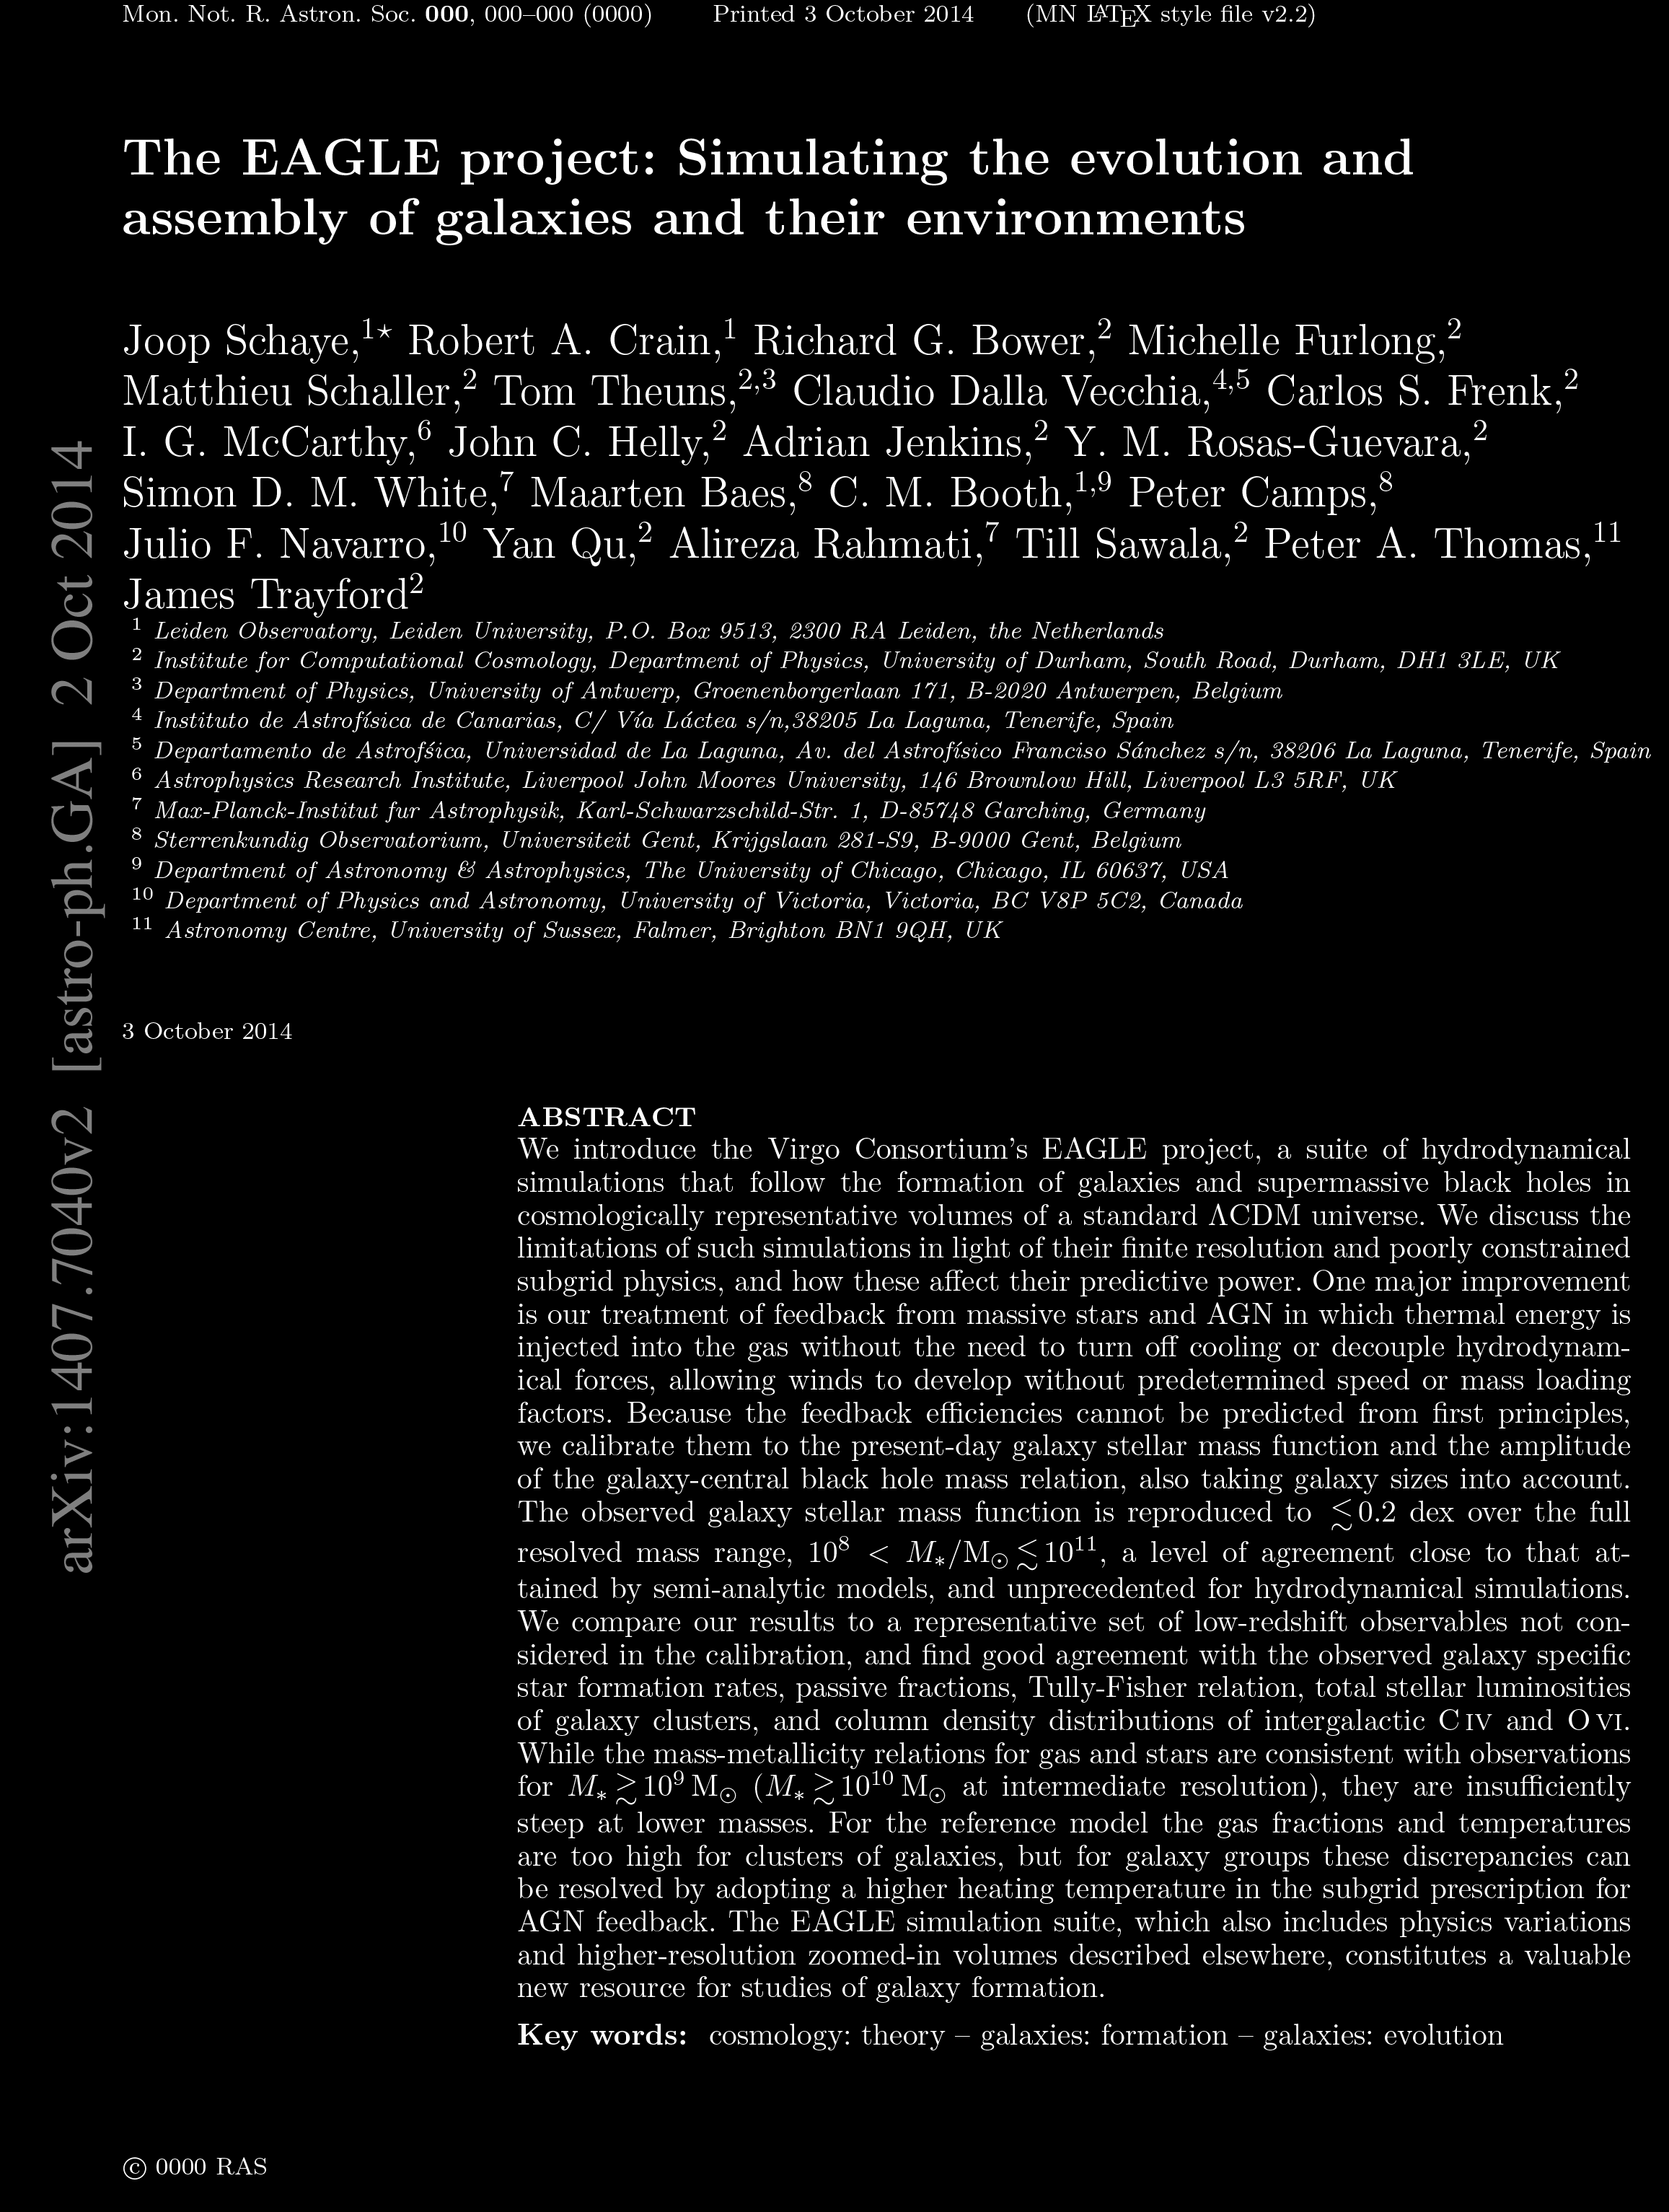 Mon. Not. R. Astron. Soc. 000, 000–000 (0000) Printed 3 October 2014 (MN LATEX style file v2.2)
The EAGLE project: Simulating the evolution and
assembly of galaxies and their environments
Joop Schaye,¹⋆ Robert A. Crain,¹ Richard G. Bower,² Michelle Furlong,²
Matthieu Schaller,² Tom Theuns,²,³ Claudio Dalla Vecchia,⁴,⁵ Carlos S. Frenk,²
I. G. McCarthy,⁶ John C. Helly,² Adrian Jenkins,² Y. M. Rosas-Guevara,²
Simon D. M. White,⁷ Maarten Baes,⁸ C. M. Booth,¹,⁹ Peter Camps,⁸
Julio F. Navarro,¹⁰ Yan Qu,² Alireza Rahmati,⁷ Till Sawala,² Peter A. Thomas,¹¹
James Trayford²
¹ Leiden Observatory, Leiden University, P.O. Box 9513, 2300 RA Leiden, the Netherlands
² Institute for Computational Cosmology, Department of Physics, University of Durham, South Road, Durham, DH1 3LE, UK
³ Department of Physics, University of Antwerp, Groenenborgerlaan 171, B-2020 Antwerpen, Belgium
⁴ Instituto de Astrofísica de Canarias, C/ Vía Láctea s/n,38205 La Laguna, Tenerife, Spain
⁵ Departamento de Astrofśica, Universidad de La Laguna, Av. del Astrofísico Franciso Sánchez s/n, 38206 La Laguna, Tenerife, Spain
⁶ Astrophysics Research Institute, Liverpool John Moores University, 146 Brownlow Hill, Liverpool L3 5RF, UK
⁷ Max-Planck-Institut fur Astrophysik, Karl-Schwarzschild-Str. 1, D-85748 Garching, Germany
⁸ Sterrenkundig Observatorium, Universiteit Gent, Krijgslaan 281-S9, B-9000 Gent, Belgium
⁹ Department of Astronomy & Astrophysics, The University of Chicago, Chicago, IL 60637, USA
¹⁰ Department of Physics and Astronomy, University of Victoria, Victoria, BC V8P 5C2, Canada
¹¹ Astronomy Centre, University of Sussex, Falmer, Brighton BN1 9QH, UK
arXiv:1407.7040v2 [astro-ph.GA] 2 Oct 2014
3 October 2014
ABSTRACT
We introduce the Virgo Consortium's EAGLE project, a suite of hydrodynamical
simulations that follow the formation of galaxies and supermassive black holes in
cosmologically representative volumes of a standard ΛCDM universe. We discuss the
limitations of such simulations in light of their finite resolution and poorly constrained
subgrid physics, and how these affect their predictive power. One major improvement
is our treatment of feedback from massive stars and AGN in which thermal energy is
injected into the gas without the need to turn off cooling or decouple hydrodynam-
ical forces, allowing winds to develop without predetermined speed or mass loading
factors. Because the feedback efficiencies cannot be predicted from first principles,
we calibrate them to the present-day galaxy stellar mass function and the amplitude
of the galaxy-central black hole mass relation, also taking galaxy sizes into account.
The observed galaxy stellar mass function is reproduced to ≲0.2 dex over the full
resolved mass range, 10⁸ < M∗/M⊙≲10¹¹, a level of agreement close to that at-
tained by semi-analytic models, and unprecedented for hydrodynamical simulations.
We compare our results to a representative set of low-redshift observables not con-
sidered in the calibration, and find good agreement with the observed galaxy specific
star formation rates, passive fractions, Tully-Fisher relation, total stellar luminosities
of galaxy clusters, and column density distributions of intergalactic C IV and O VI.
While the mass-metallicity relations for gas and stars are consistent with observations
for M∗≳10⁹ M⊙ (M∗≳10¹⁰ M⊙ at intermediate resolution), they are insufficiently
steep at lower masses. For the reference model the gas fractions and temperatures
are too high for clusters of galaxies, but for galaxy groups these discrepancies can
be resolved by adopting a higher heating temperature in the subgrid prescription for
AGN feedback. The EAGLE simulation suite, which also includes physics variations
and higher-resolution zoomed-in volumes described elsewhere, constitutes a valuable
new resource for studies of galaxy formation.
Key words: cosmology: theory – galaxies: formation – galaxies: evolution
© 0000 RAS